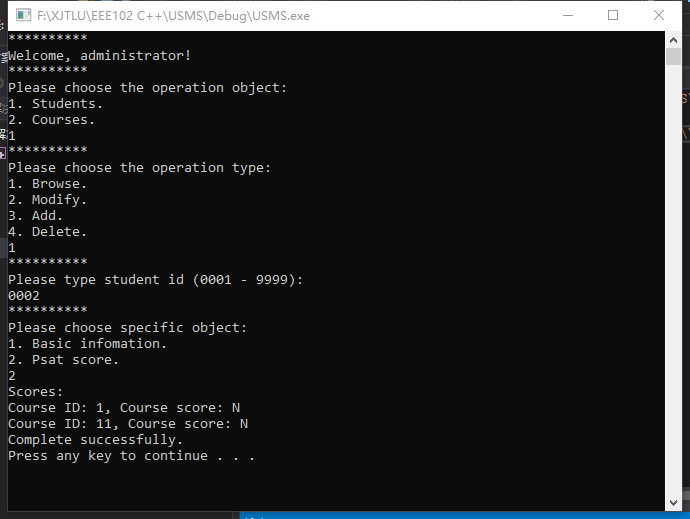 F:\XJTLU\EEE102 C++\USMS\Debug\USMS.exe
**********
Welcome, administrator!
**********
Please choose the operation object:
1. Students.
2. Courses.
1
**********
Please choose the operation type:
1. Browse.
2. Modify.
3. Add.
4. Delete.
1
**********
Please type student id (0001 - 9999):
0002
**********
Please choose specific object:
1. Basic infomation.
2. Psat score.
2
Scores:
Course ID: 1, Course score: N
Course ID: 11, Course score: N
Complete successfully.
Press any key to continue . . .